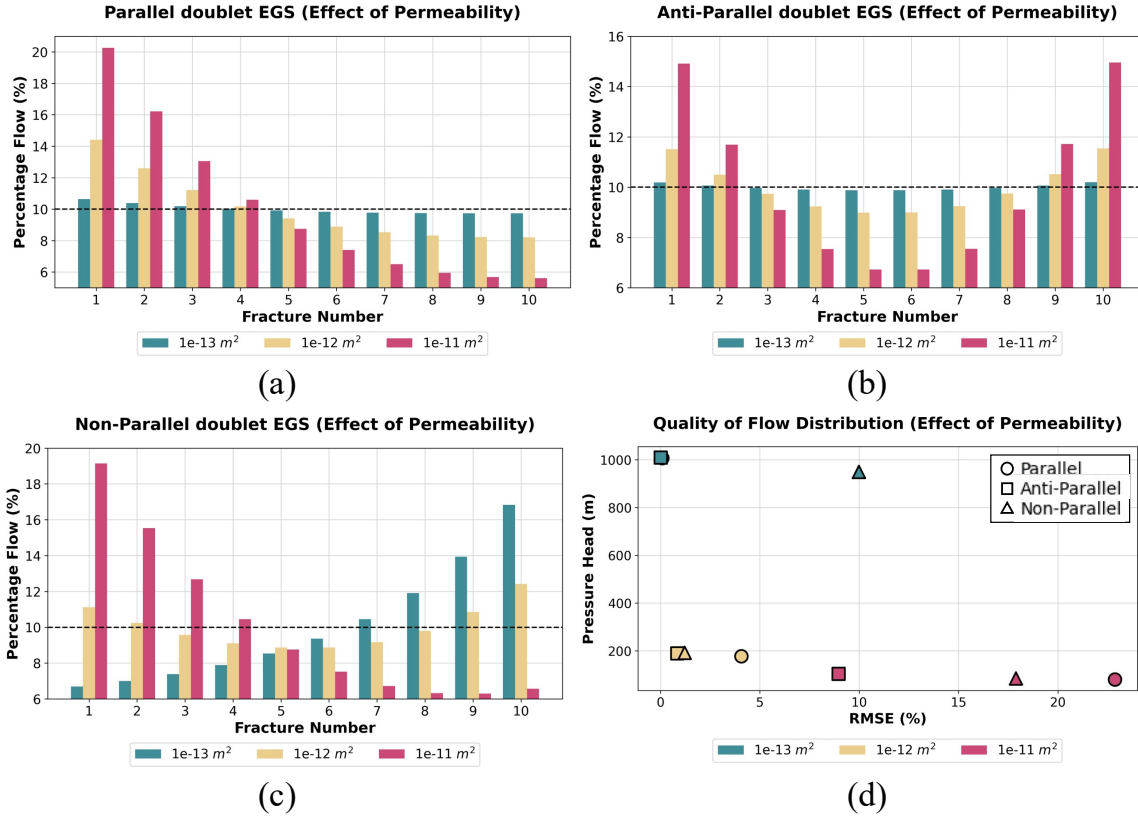 Parallel doublet EGS (Effect of Permeability)
Percentage Flow (%)
20
18
16
14
12
10
8
6
1 2 3 4 5 6 7 8 9 10
Fracture Number
1e-13 m² 1e-12 m² 1e-11 m²
(a)
Anti-Parallel doublet EGS (Effect of Permeability)
Percentage Flow (%)
16
14
12
10
8
6
1 2 3 4 5 6 7 8 9 10
Fracture Number
1e-13 m² 1e-12 m² 1e-11 m²
(b)
Non-Parallel doublet EGS (Effect of Permeability)
Percentage Flow (%)
20
18
16
14
12
10
8
6
1 2 3 4 5 6 7 8 9 10
Fracture Number
1e-13 m² 1e-12 m² 1e-11 m²
(c)
Quality of Flow Distribution (Effect of Permeability)
Pressure Head (m)
1000
800
600
400
200
Parallel
Anti-Parallel
Non-Parallel
0 5 10 15 20
RMSE (%)
1e-13 m² 1e-12 m² 1e-11 m²
(d)